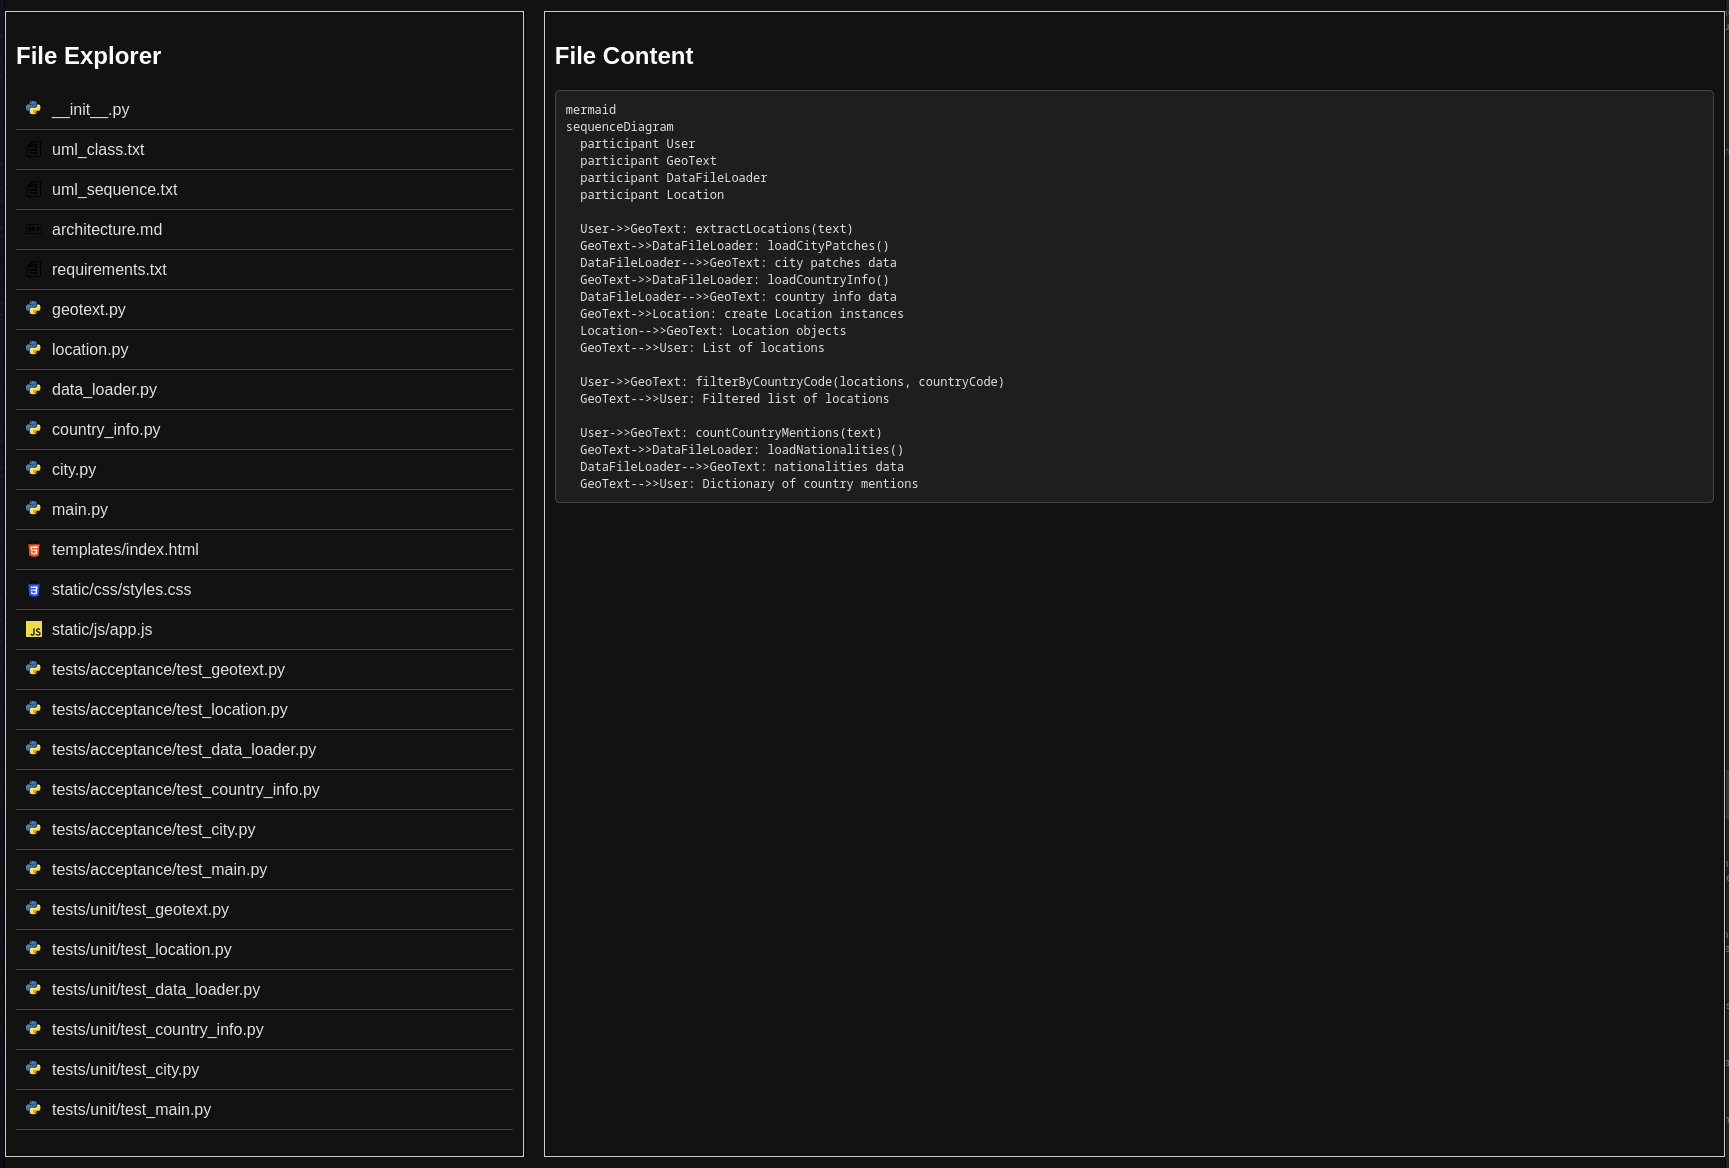 File Explorer
__init__.py
uml_class.txt
uml_sequence.txt
architecture.md
requirements.txt
geotext.py
location.py
data_loader.py
country_info.py
city.py
main.py
templates/index.html
static/css/styles.css
JS static/js/app.js
tests/acceptance/test_geotext.py
tests/acceptance/test_location.py
tests/acceptance/test_data_loader.py
tests/acceptance/test_country_info.py
tests/acceptance/test_city.py
tests/acceptance/test_main.py
tests/unit/test_geotext.py
tests/unit/test_location.py
tests/unit/test_data_loader.py
tests/unit/test_country_info.py
tests/unit/test_city.py
tests/unit/test_main.py
File Content
mermaid
sequenceDiagram
  participant User
  participant GeoText
  participant DataFileLoader
  participant Location

  User->>GeoText: extractLocations(text)
  GeoText->>DataFileLoader: loadCityPatches()
  DataFileLoader-->>GeoText: city patches data
  GeoText->>DataFileLoader: loadCountryInfo()
  DataFileLoader-->>GeoText: country info data
  GeoText->>Location: create Location instances
  Location-->>GeoText: Location objects
  GeoText-->>User: List of locations

  User->>GeoText: filterByCountryCode(locations, countryCode)
  GeoText-->>User: Filtered list of locations

  User->>GeoText: countCountryMentions(text)
  GeoText->>DataFileLoader: loadNationalities()
  DataFileLoader-->>GeoText: nationalities data
  GeoText-->>User: Dictionary of country mentions